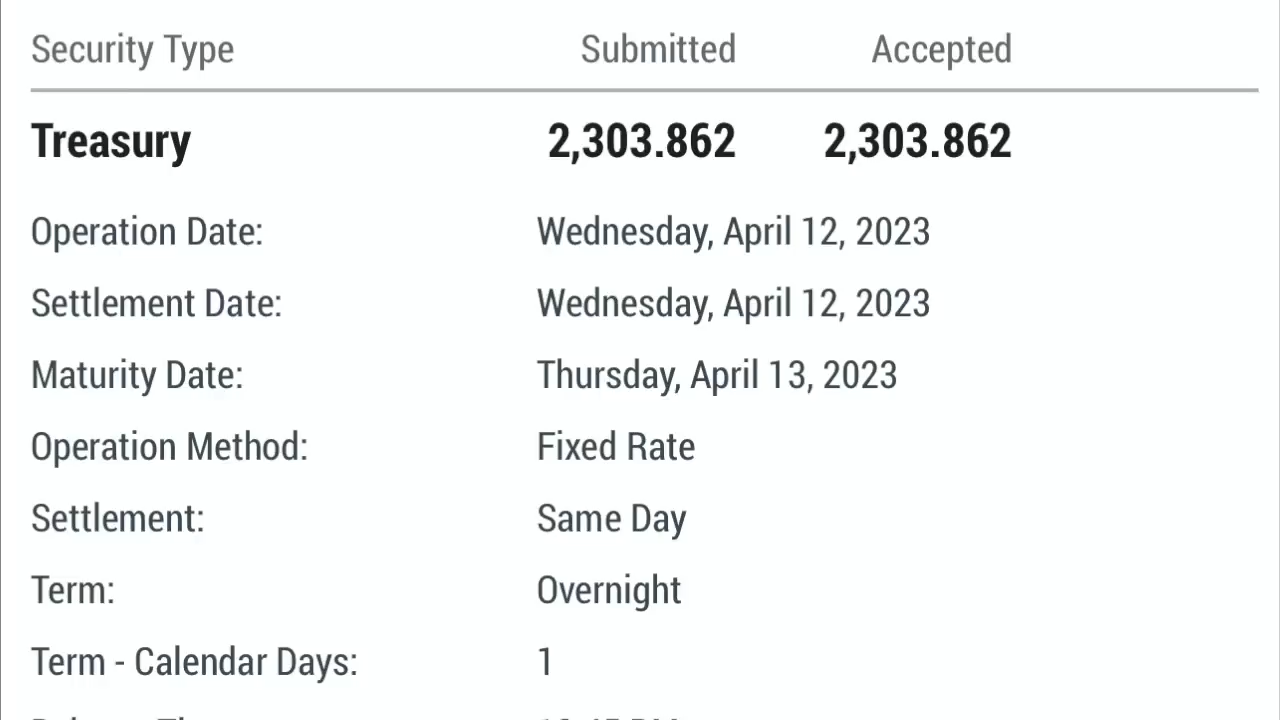 Security Type Submitted Accepted
Treasury 2,303.862 2,303.862
Operation Date: Wednesday, April 12, 2023
Settlement Date: Wednesday, April 12, 2023
Maturity Date: Thursday, April 13, 2023
Operation Method: Fixed Rate
Settlement: Same Day
Term: Overnight
Term - Calendar Days: 1